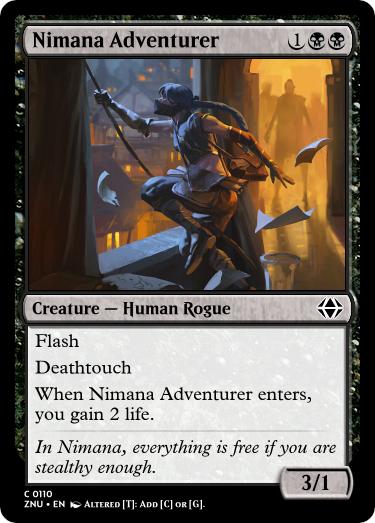 Nimana Adventurer 1
Creature — Human Rogue
Flash
Deathtouch
When Nimana Adventurer enters,
you gain 2 life.
In Nimana, everything is free if you are
stealthy enough.
3/1
C 0110
ZNU • EN Altered [T]: Add [C] or [G].